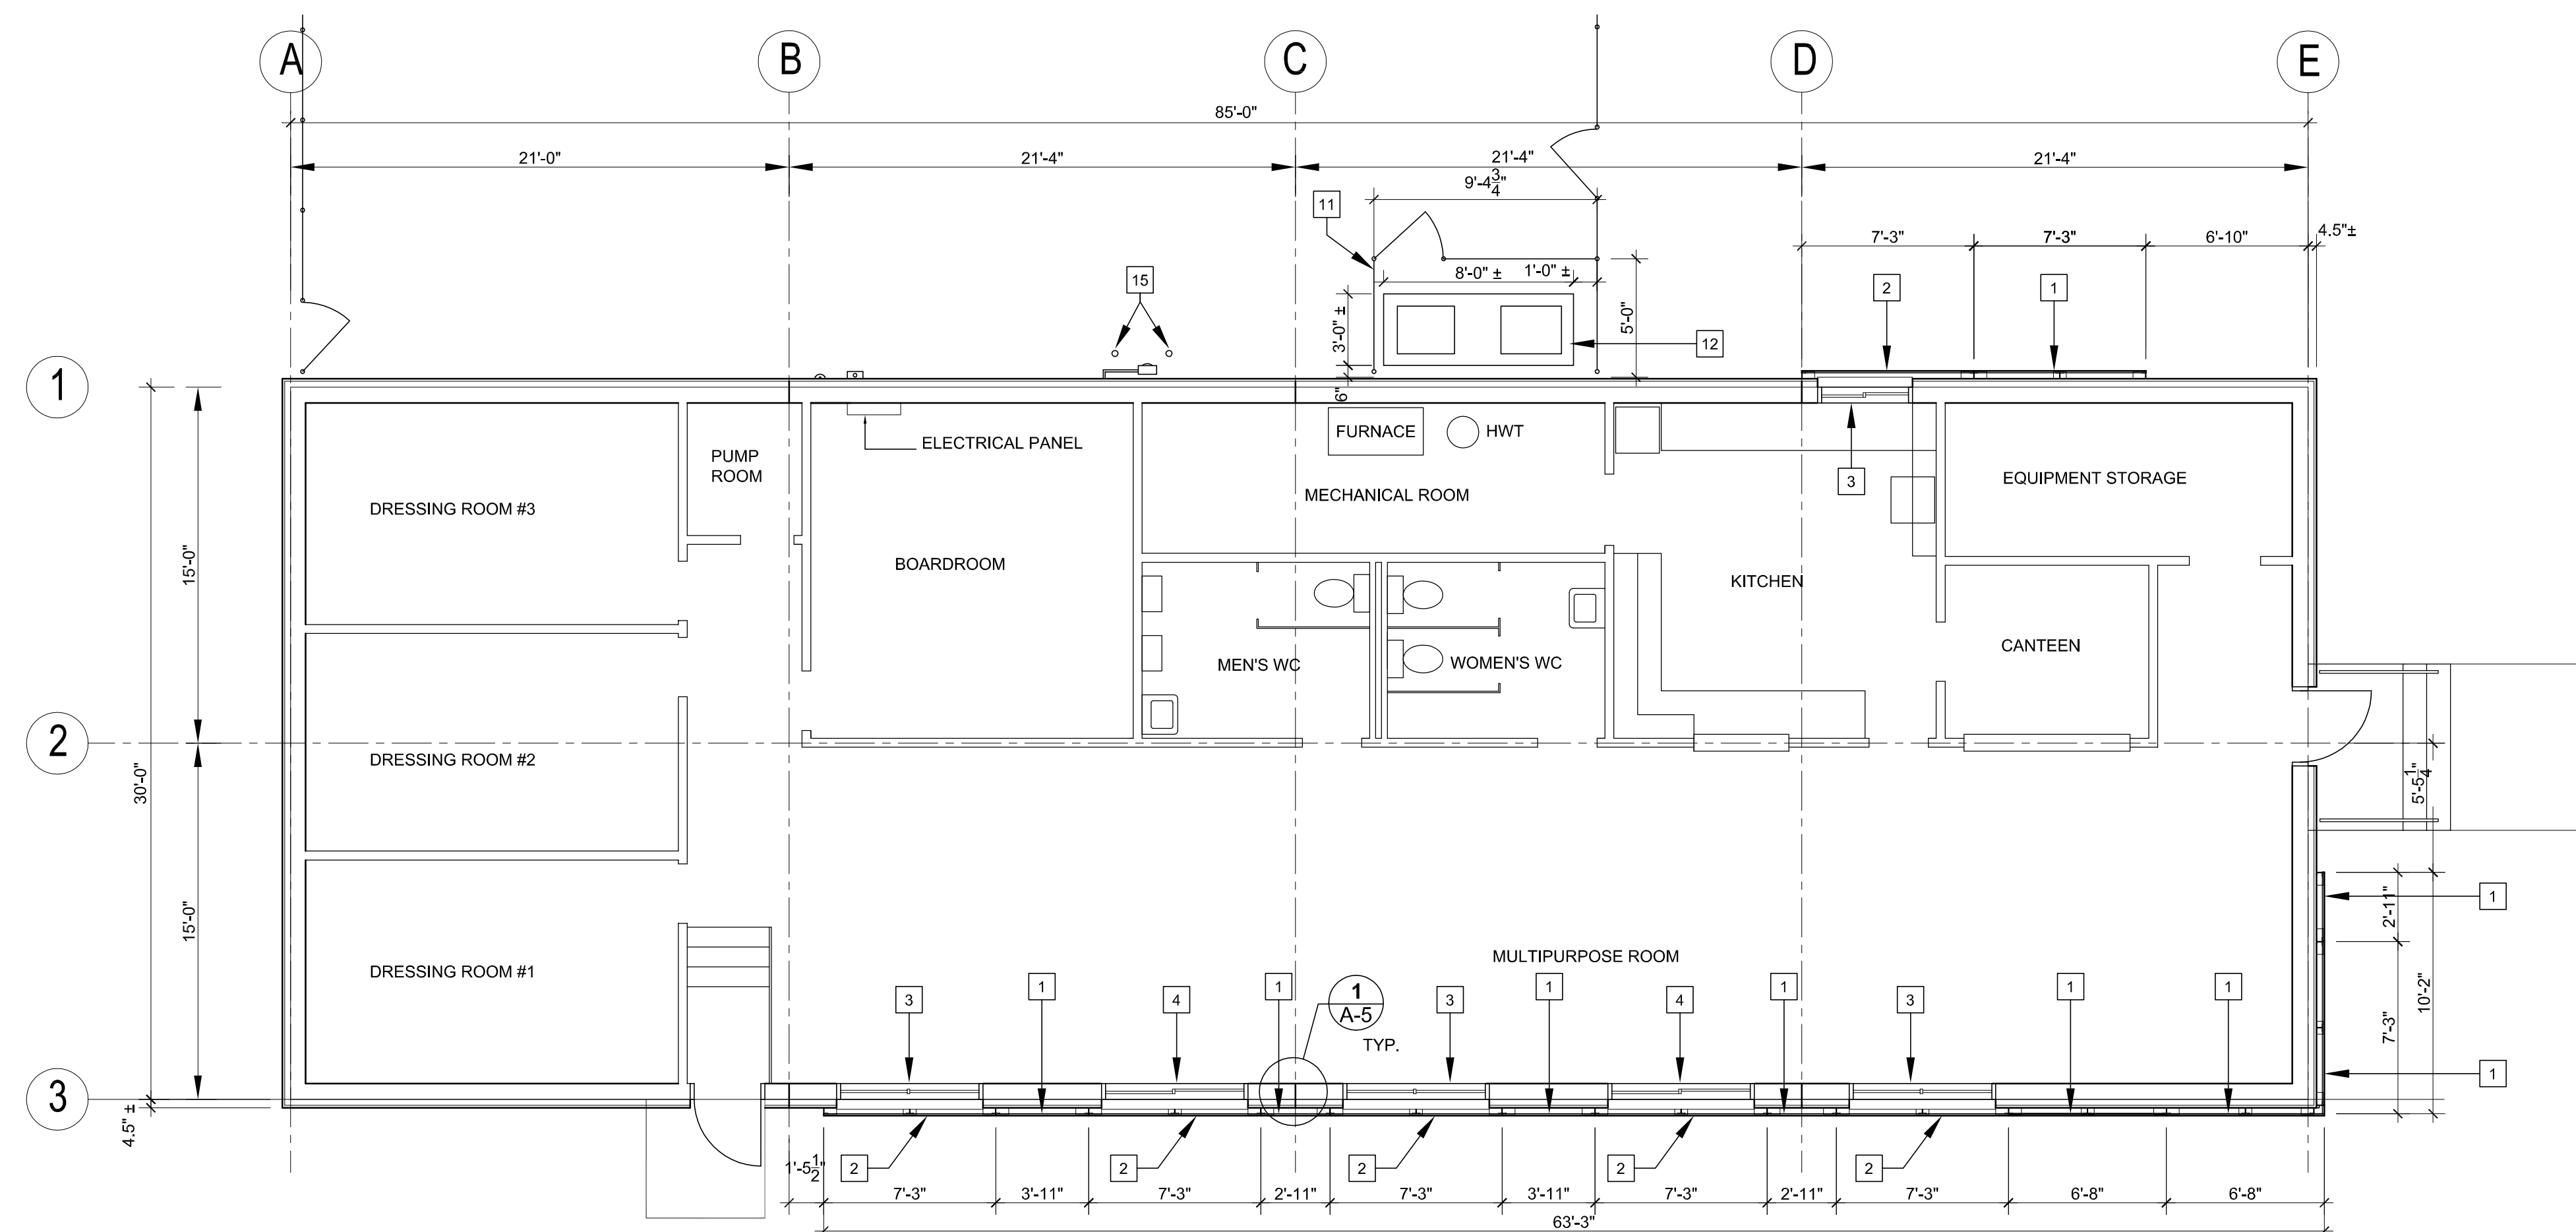 A
B
C
D
E
85'-0"
21'-0"
21'-4"
21'-4"
21'-4"
9'-4 3/4"
11
7'-3"
7'-3"
6'-10"
4.5"±
15
8'-0" ±
1'-0" ±
2
1
3'-0" ±
5'-0"
12
1
6"
FURNACE
HWT
ELECTRICAL PANEL
PUMP
ROOM
3
EQUIPMENT STORAGE
MECHANICAL ROOM
DRESSING ROOM #3
15'-0"
BOARDROOM
KITCHEN
CANTEEN
MEN'S WC
WOMEN'S WC
2
DRESSING ROOM #2
30'-0"
5'-5 1/4"
1
2'-11"
15'-0"
MULTIPURPOSE ROOM
DRESSING ROOM #1
10'-2"
3
1
4
1
1
A-5
TYP.
3
1
4
1
3
1
1
7'-3"
1
3
4.5" ±
1'-5 1/2"
2
2
2
2
2
7'-3"
3'-11"
7'-3"
2'-11"
7'-3"
3'-11"
7'-3"
2'-11"
7'-3"
6'-8"
6'-8"
63'-3"